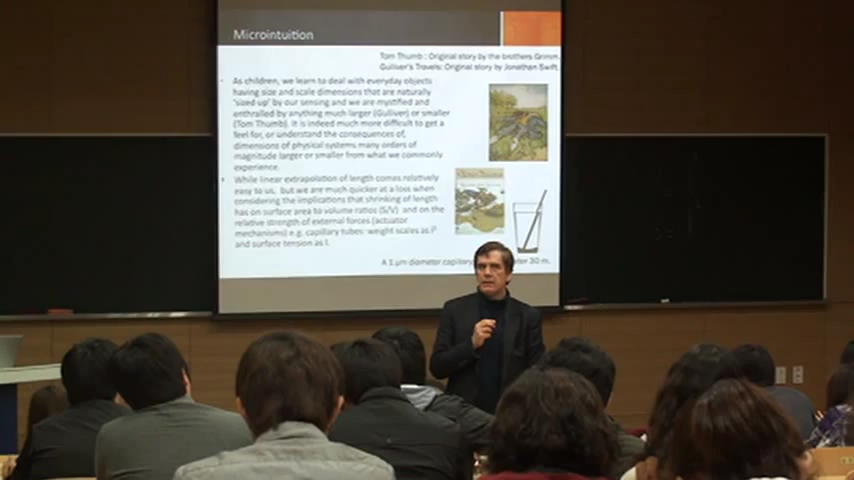 Microintuition
Tom Thumb : Original story by the brothers Grimm.
Gulliver's Travels: Original story by Jonathan Swift.
As children, we learn to deal with everyday objects
having size and scale dimensions that are naturally
'sized up' by our sensing and we are mystified and
enthralled by anything much larger (Gulliver) or smaller
(Tom Thumb). It is indeed much more difficult to get a
feel for, or understand the consequences of,
dimensions of physical systems many orders of
magnitude larger or smaller from what we commonly
experience.
While linear extrapolation of length comes relatively
easy to us, but we are much quicker at a loss when
considering the implications that shrinking of length
has on surface area to volume ratios (S/V) and on the
relative strength of external forces (actuator
mechanisms) e.g. capillary tubes: weight scales as l³
and surface tension as l.
A 1 μm diameter capillary 30 m.